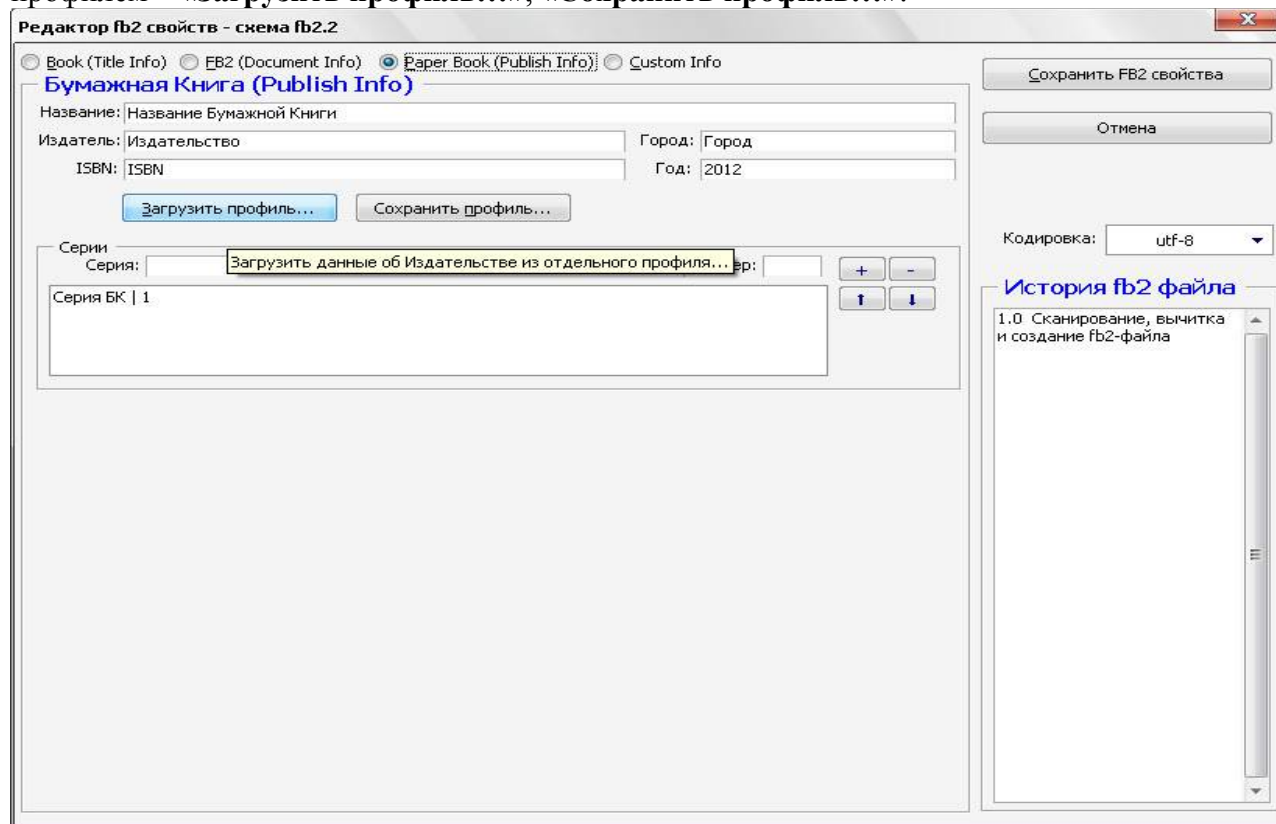 профилем – «Загрузить профиль...», «Сохранить профиль...».
Редактор fb2 свойств - схема fb2.2
Book (Title Info) FB2 (Document Info) Paper Book (Publish Info) Custom Info
Бумажная Книга (Publish Info)
Название: Название Бумажной Книги
Издатель: Издательство Город: Город
ISBN: ISBN Год: 2012
Загрузить профиль... Сохранить профиль...
Серии
Серия: Загрузить данные об Издательстве из отдельного профиля... ер: + -
Серия БК | 1
Сохранить FB2 свойства
Отмена
Кодировка: utf-8
История fb2 файла
1.0 Сканирование, вычитка
и создание fb2-файла